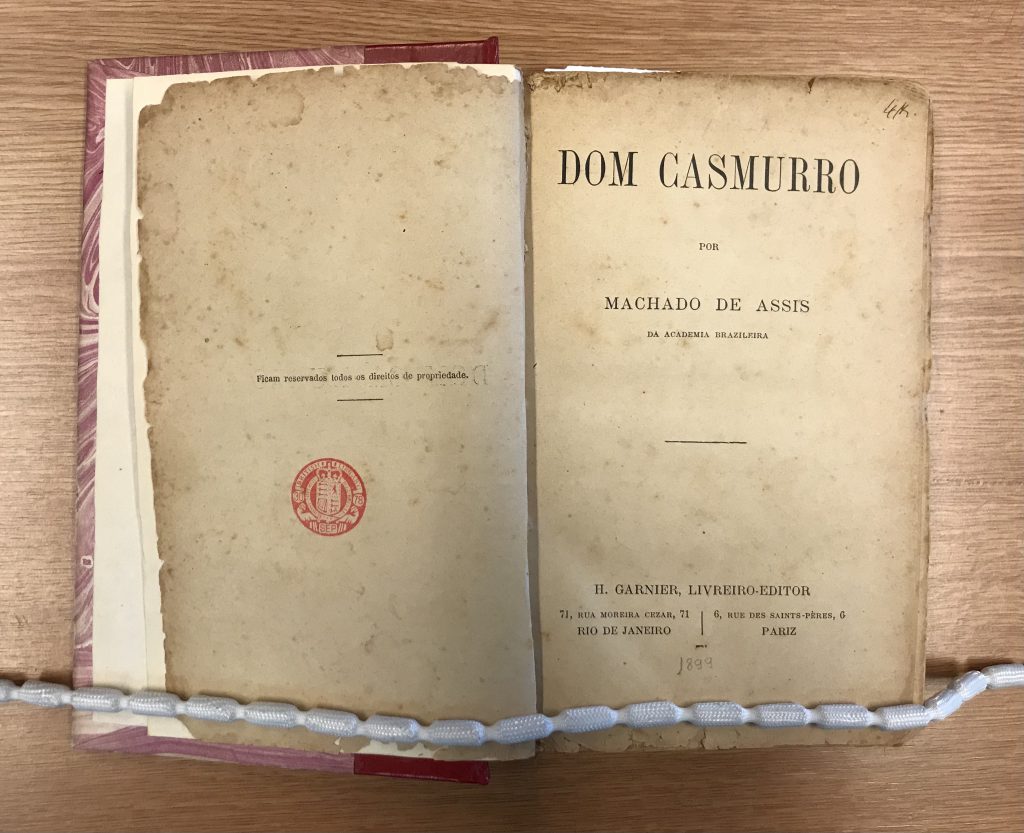 Ficam reservados todos os direitos de propriedade.
DOM CASMURRO
POR
MACHADO DE ASSIS
DA ACADEMIA BRAZILEIRA
H. GARNIER, LIVREIRO-EDITOR
71, RUA MOREIRA CEZAR, 71
RIO DE JANEIRO
6, RUE DES SAINTS-PÈRES, 6
PARIZ
1899